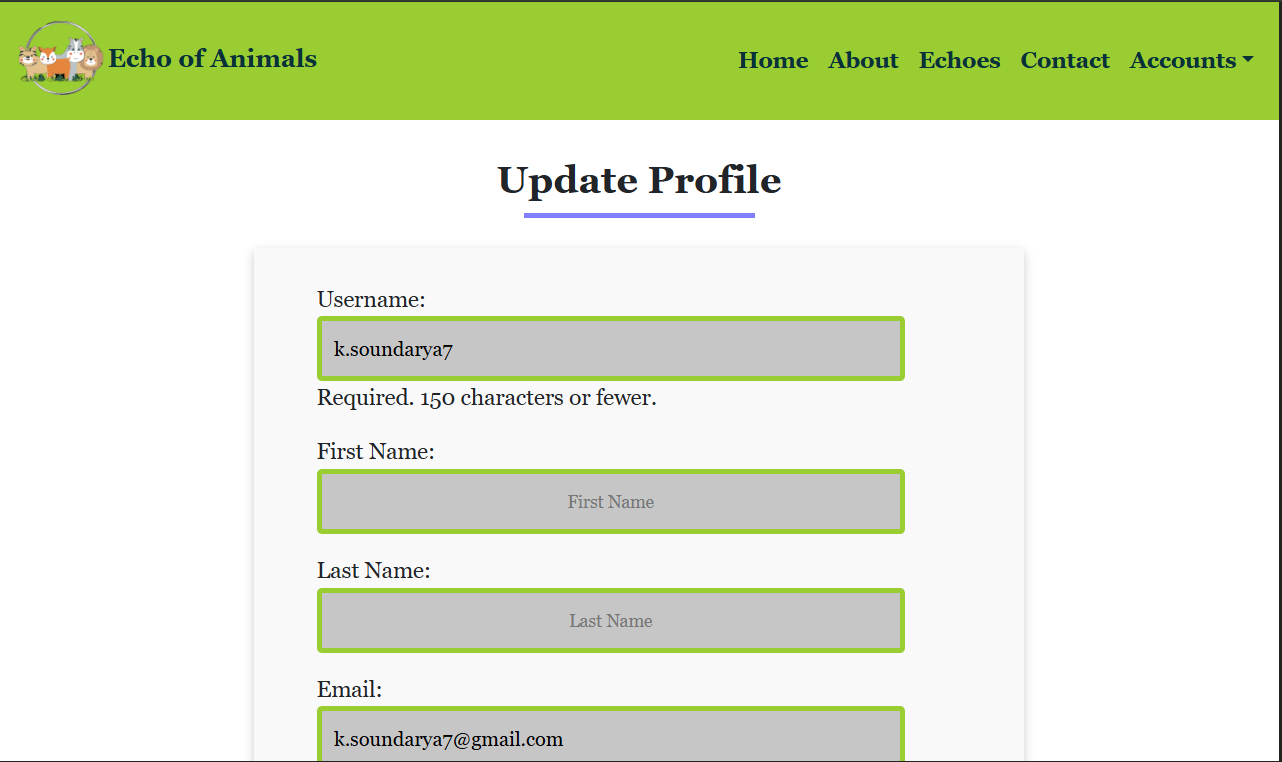 Echo of Animals
Home About Echoes Contact Accounts
Update Profile
Username:
k.soundarya7
Required. 150 characters or fewer.
First Name:
First Name
Last Name:
Last Name
Email:
k.soundarya7@gmail.com